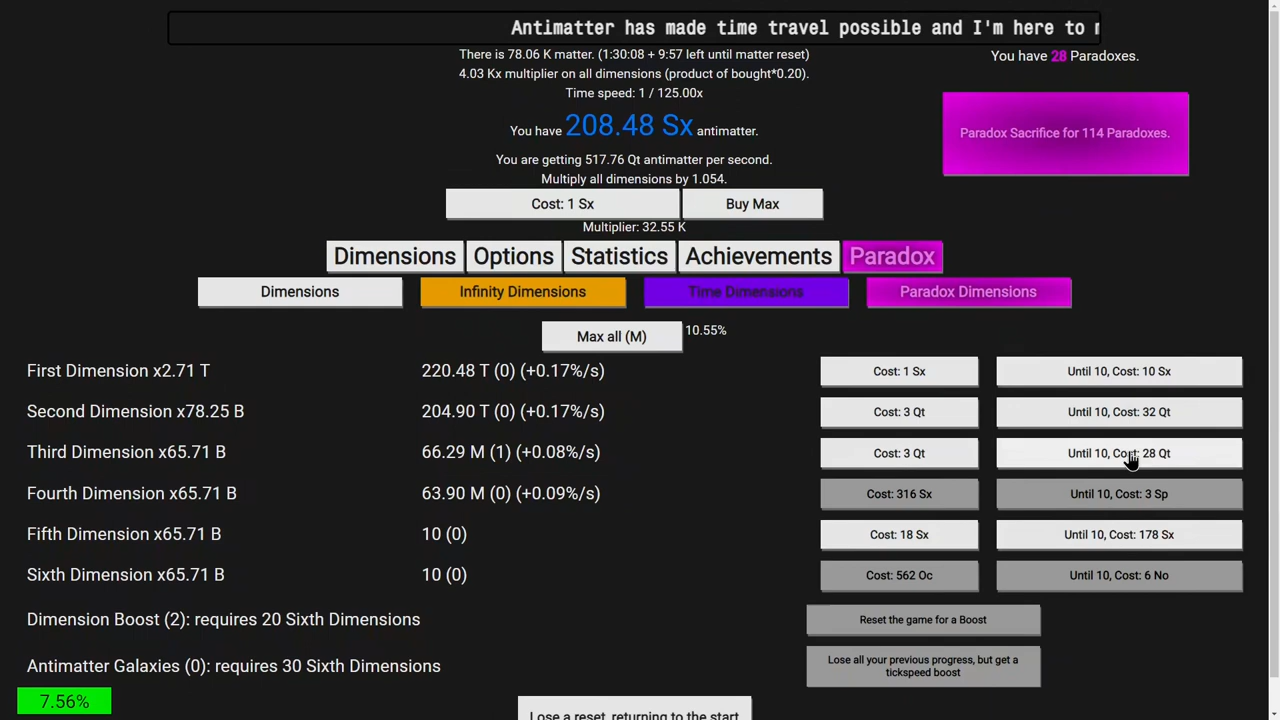 Antimatter has made time travel possible and I'm here to
There is 78.06 K matter. (1:30:08 + 9:57 left until matter reset)
You have 28 Paradoxes.
4.03 Kx multiplier on all dimensions (product of bought*0.20).
Time speed: 1 / 125.00x
You have 208.48 Sx antimatter.
Paradox Sacrifice for 114 Paradoxes.
You are getting 517.76 Qt antimatter per second.
Multiply all dimensions by 1.054.
Cost: 1 Sx Buy Max
Multiplier: 32.55 K
Dimensions Options Statistics Achievements Paradox
Dimensions Infinity Dimensions Time Dimensions Paradox Dimensions
Max all (M) 10.55%
First Dimension x2.71 T 220.48 T (0) (+0.17%/s) Cost: 1 Sx Until 10, Cost: 10 Sx
Second Dimension x78.25 B 204.90 T (0) (+0.17%/s) Cost: 3 Qt Until 10, Cost: 32 Qt
Third Dimension x65.71 B 66.29 M (1) (+0.08%/s) Cost: 3 Qt Until 10, Cost: 28 Qt
Fourth Dimension x65.71 B 63.90 M (0) (+0.09%/s) Cost: 316 Sx Until 10, Cost: 3 Sp
Fifth Dimension x65.71 B 10 (0) Cost: 18 Sx Until 10, Cost: 178 Sx
Sixth Dimension x65.71 B 10 (0) Cost: 562 Oc Until 10, Cost: 6 No
Dimension Boost (2): requires 20 Sixth Dimensions Reset the game for a Boost
Antimatter Galaxies (0): requires 30 Sixth Dimensions Lose all your previous progress, but get a
tickspeed boost
7.56%
Lose a reset, returning to the start